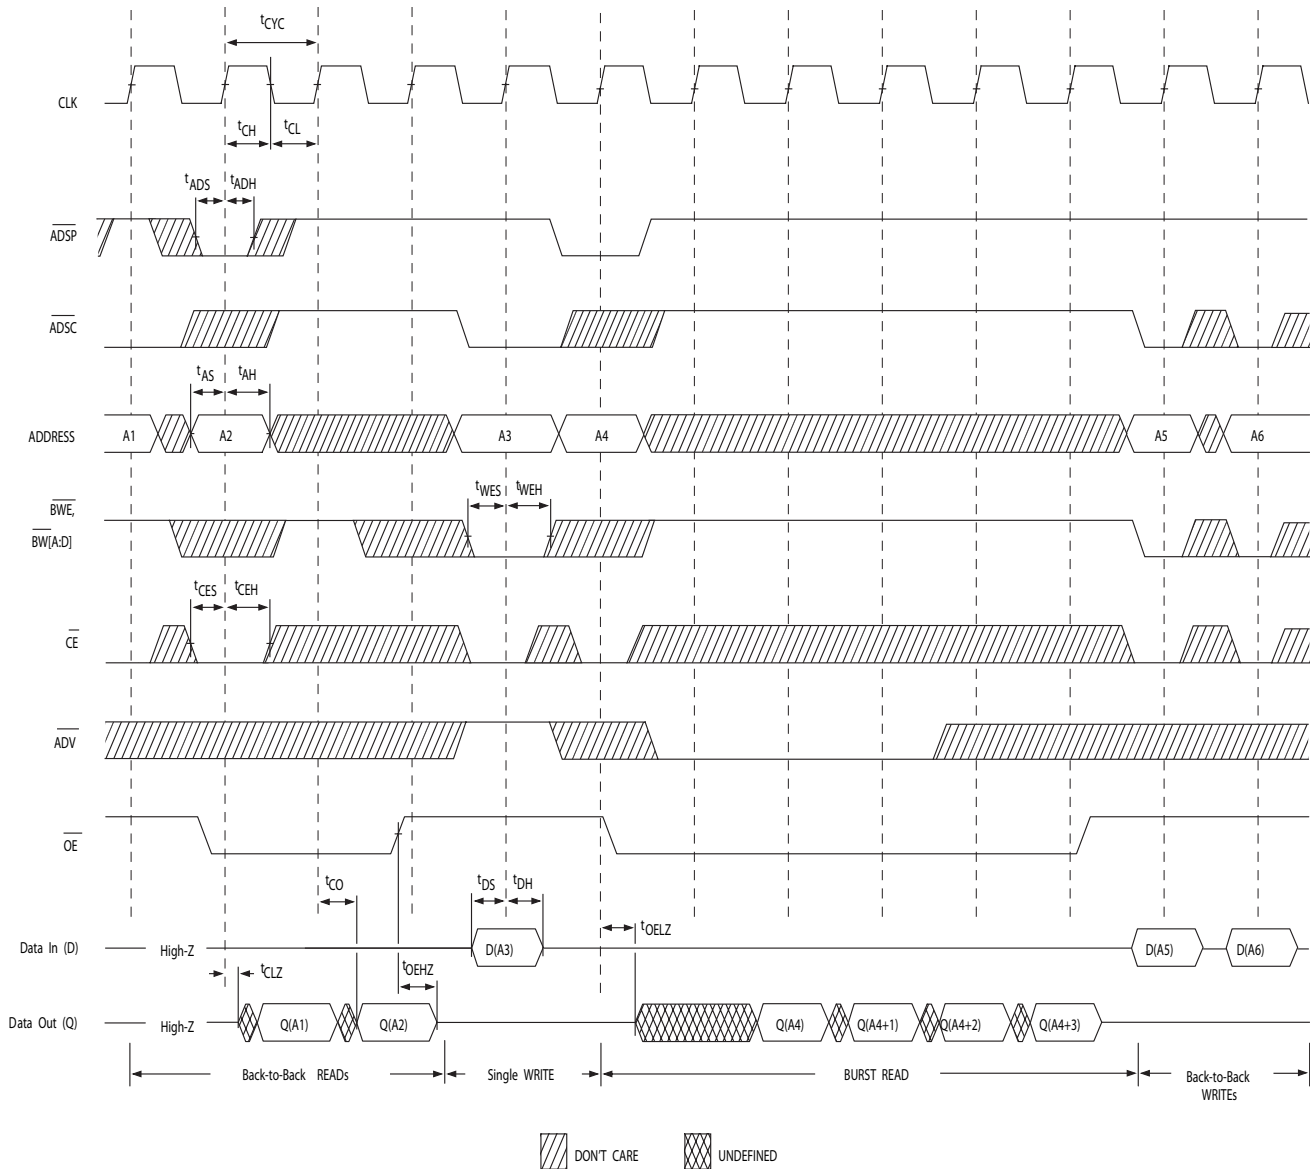 tCYC
CLK
tCH tCL
tADS tADH
ADSP
ADSC
tAS tAH
ADDRESS A1 A2 A3 A4 A5 A6
tWES tWEH
BWE,
BW[A:D]
tCES tCEH
CE
ADV
OE
tCO tDS tDH
tOELZ
Data In (D) High-Z D(A3) D(A5) D(A6)
tCLZ tOEHZ
Data Out (Q) High-Z Q(A1) Q(A2) Q(A4) Q(A4+1) Q(A4+2) Q(A4+3)
Back-to-Back READs Single WRITE BURST READ Back-to-Back
WRITEs
DON'T CARE UNDEFINED